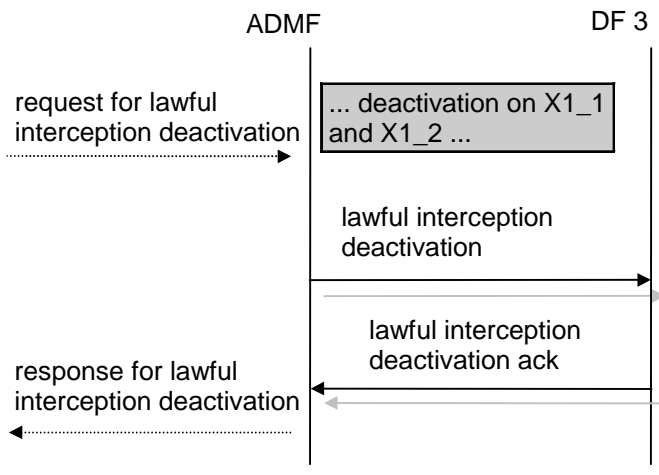 ADMF
DF 3
request for lawful
interception deactivation
... deactivation on X1_1
and X1_2 ...
lawful interception
deactivation
lawful interception
deactivation ack
response for lawful
interception deactivation